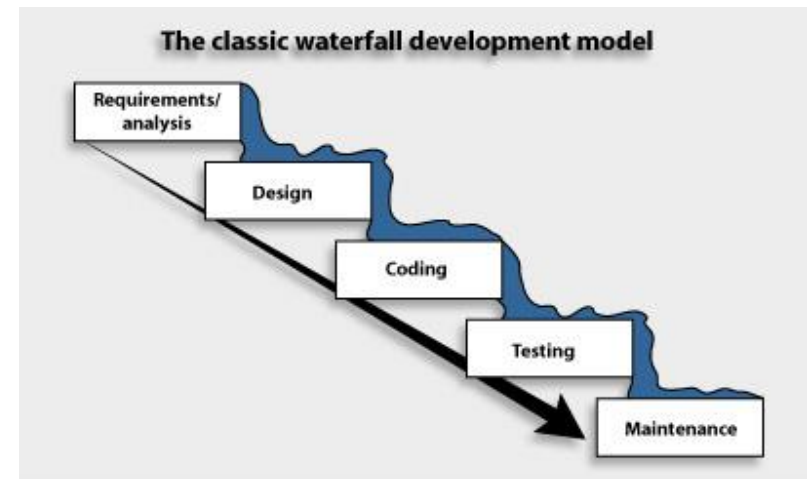 The classic waterfall development model
Requirements/
analysis
Design
Coding
Testing
Maintenance